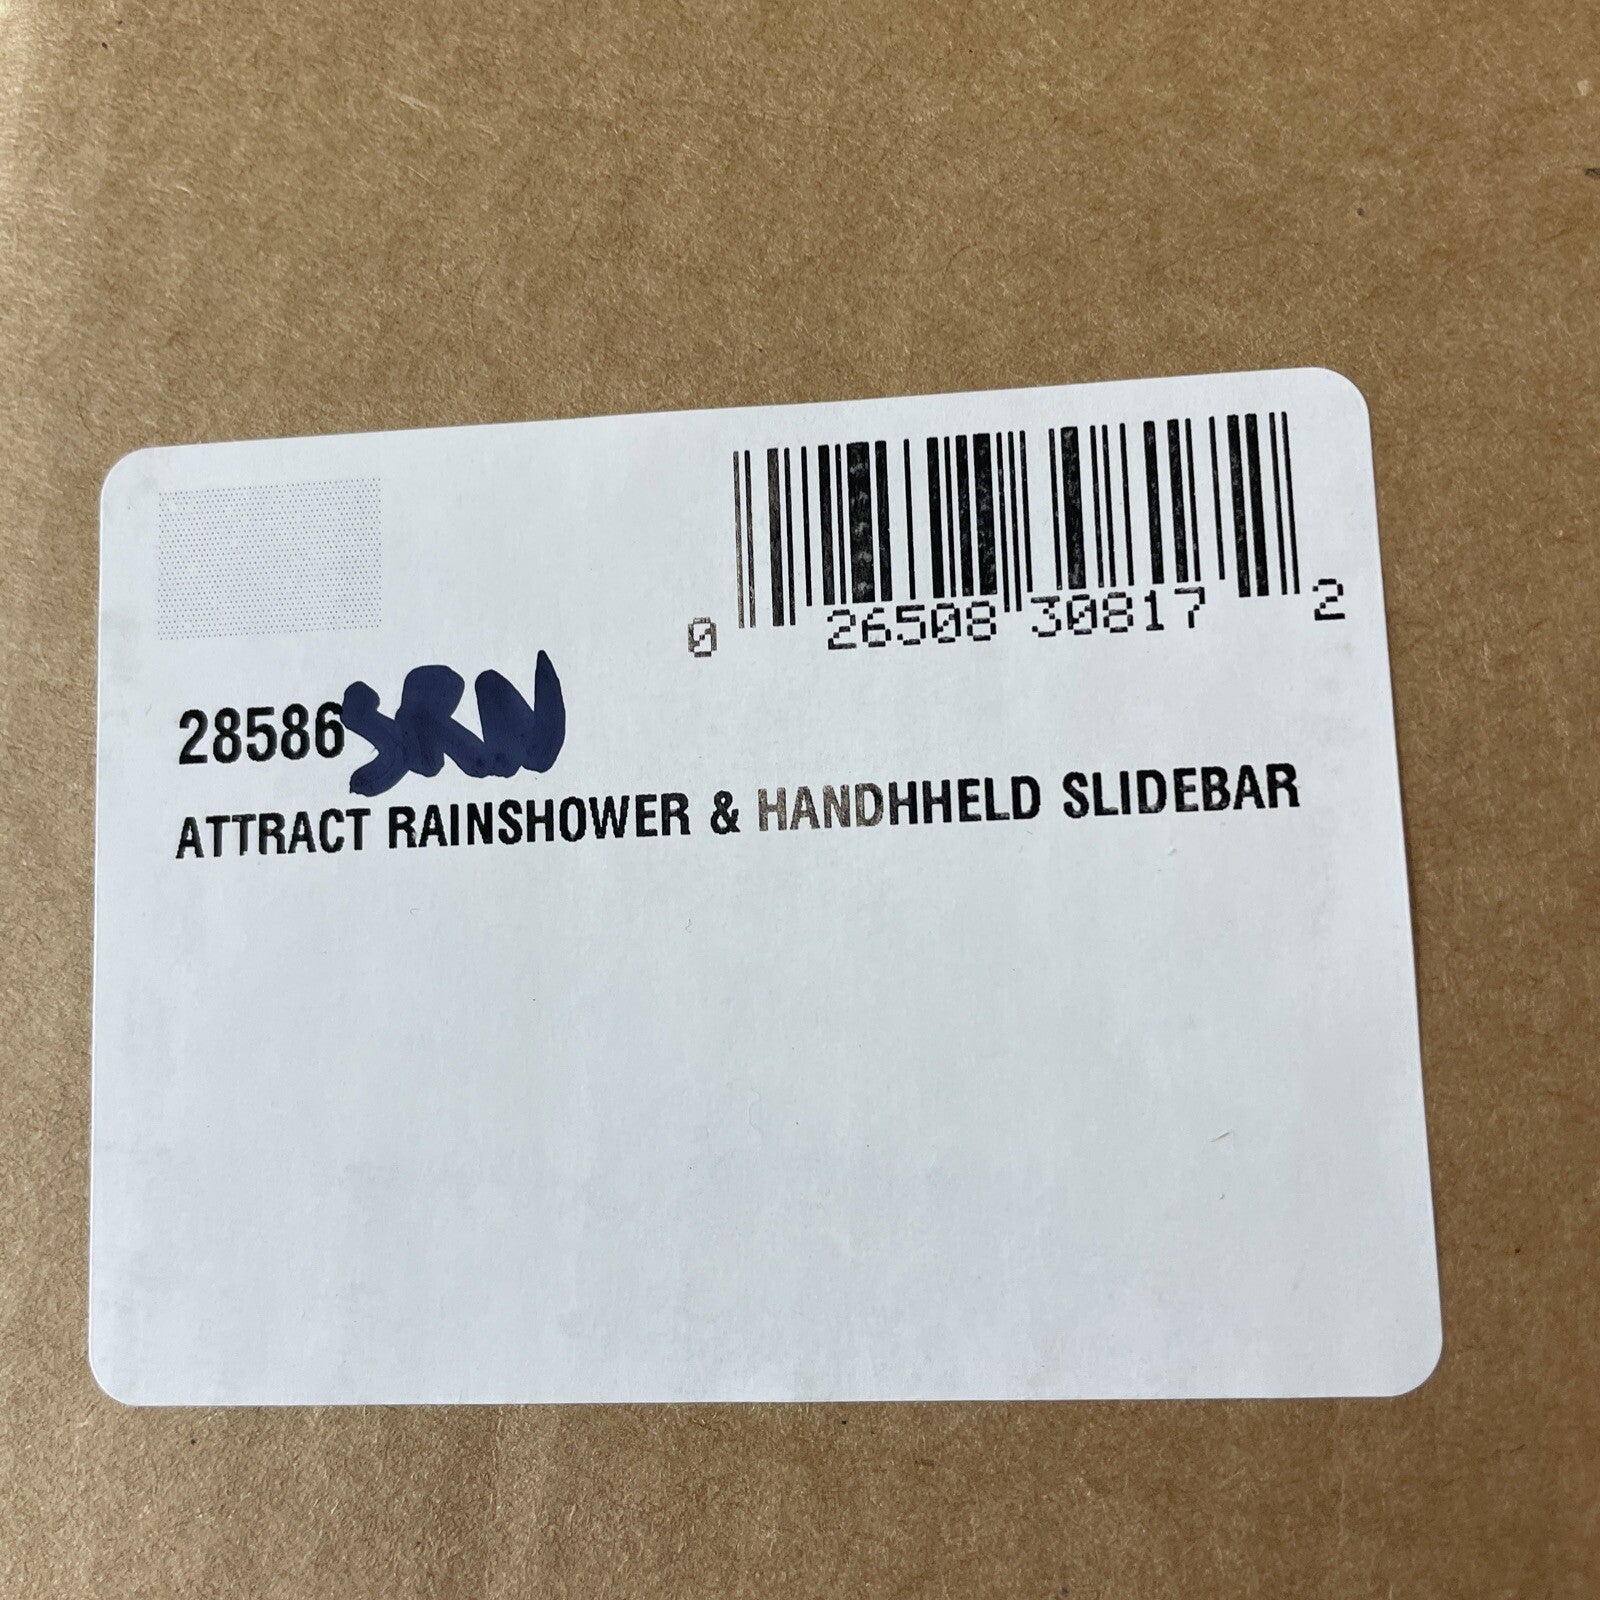 0 26508 30817 2
28586SRN
ATTRACT RAINSHOWER & HANDHHELD SLIDEBAR